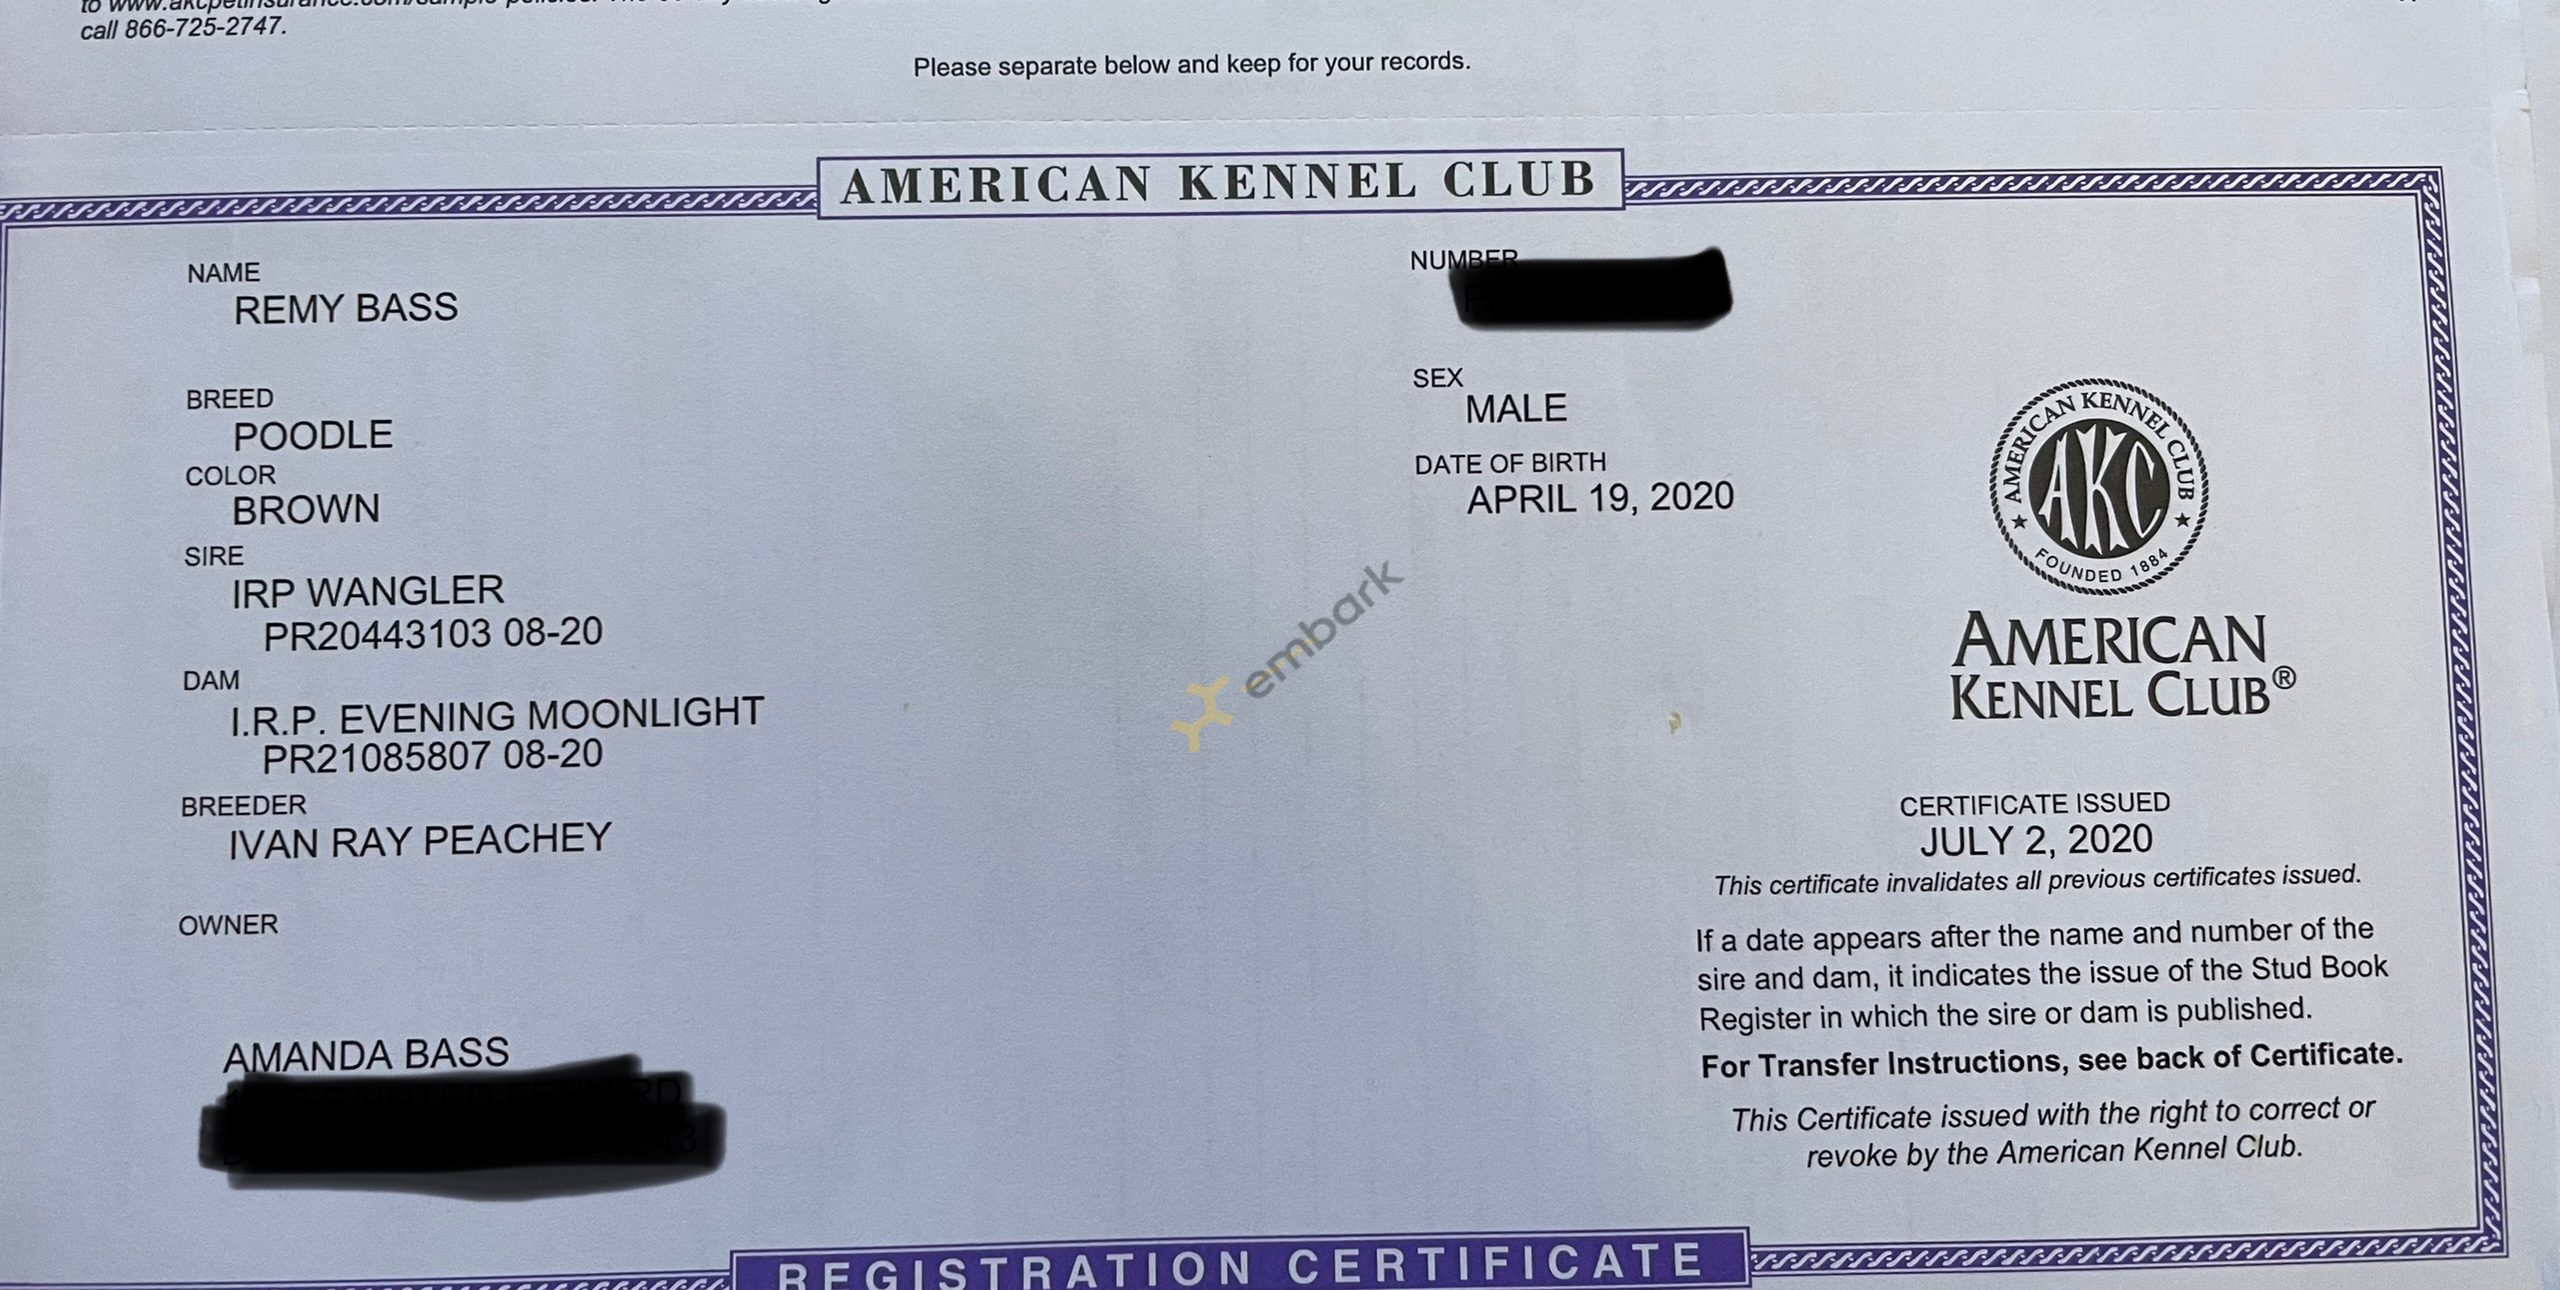 call 866-725-2747.
Please separate below and keep for your records.
AMERICAN KENNEL CLUB
NAME
REMY BASS
NUMBER
BREED
POODLE
COLOR
BROWN
SIRE
IRP WANGLER
PR20443103 08-20
DAM
I.R.P. EVENING MOONLIGHT
PR21085807 08-20
BREEDER
IVAN RAY PEACHEY
OWNER
AMANDA BASS
SEX
MALE
DATE OF BIRTH
APRIL 19, 2020
AMERICAN KENNEL CLUB
AKC
FOUNDED 1884
AMERICAN
KENNEL CLUB®
CERTIFICATE ISSUED
JULY 2, 2020
This certificate invalidates all previous certificates issued.
If a date appears after the name and number of the
sire and dam, it indicates the issue of the Stud Book
Register in which the sire or dam is published.
For Transfer Instructions, see back of Certificate.
This Certificate issued with the right to correct or
revoke by the American Kennel Club.
REGISTRATION CERTIFICATE
embark